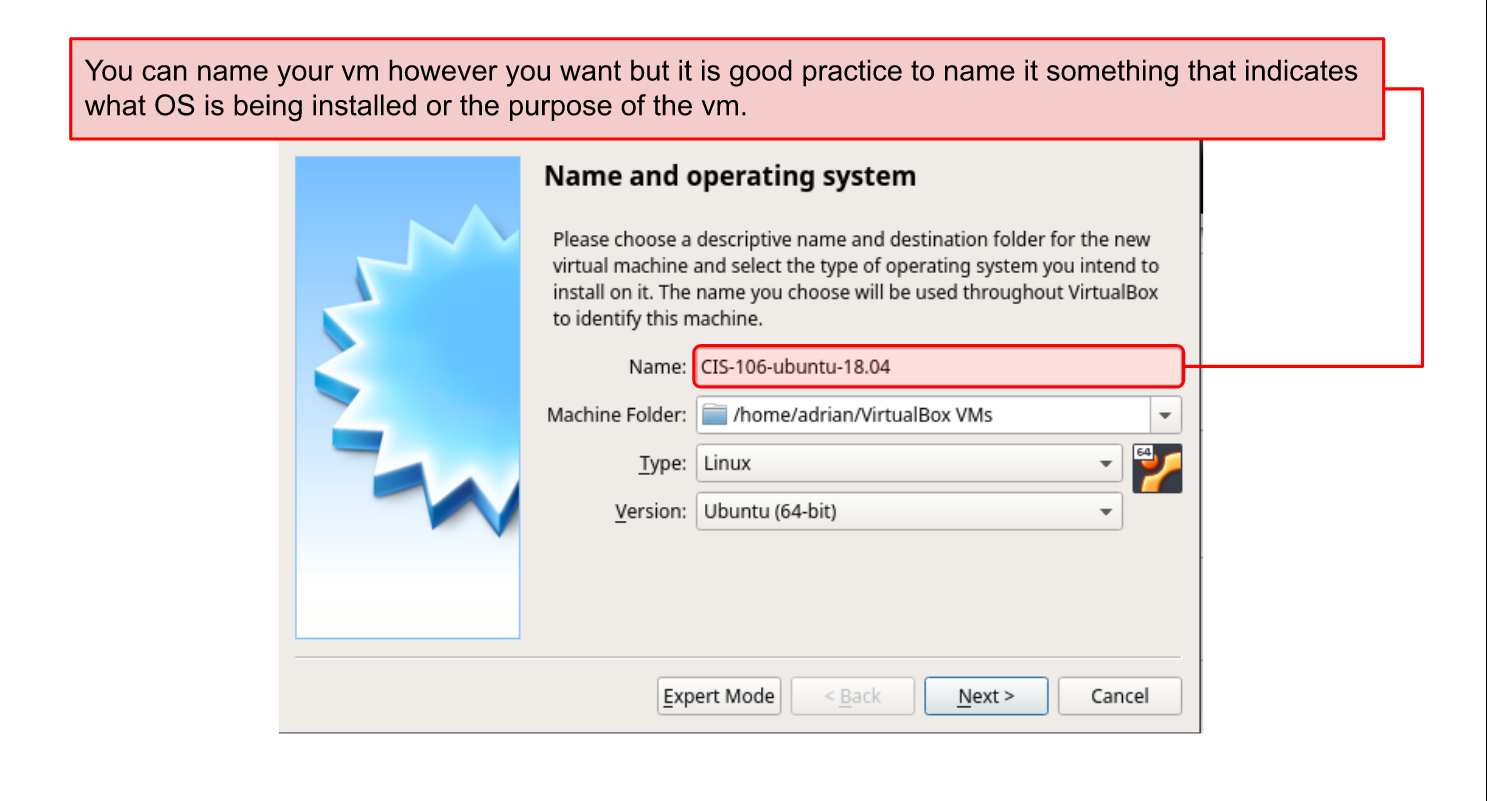 You can name your vm however you want but it is good practice to name it something that indicates
what OS is being installed or the purpose of the vm.
Name and operating system
Please choose a descriptive name and destination folder for the new
virtual machine and select the type of operating system you intend to
install on it. The name you choose will be used throughout VirtualBox
to identify this machine.
Name: CIS-106-ubuntu-18.04
Machine Folder: /home/adrian/VirtualBox VMs
Type: Linux
64
Version: Ubuntu (64-bit)
Expert Mode < Back Next > Cancel